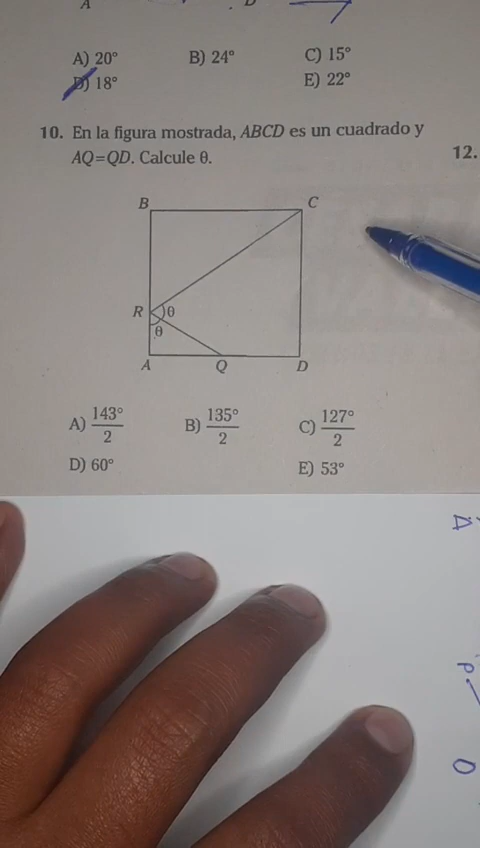 A) 20° B) 24° C) 15°
D) 18° E) 22°
10. En la figura mostrada, ABCD es un cuadrado y
AQ=QD. Calcule θ.
12.
B C
R θ
θ
A Q D
A) 143°/2 B) 135°/2 C) 127°/2
D) 60° E) 53°
A
P
O